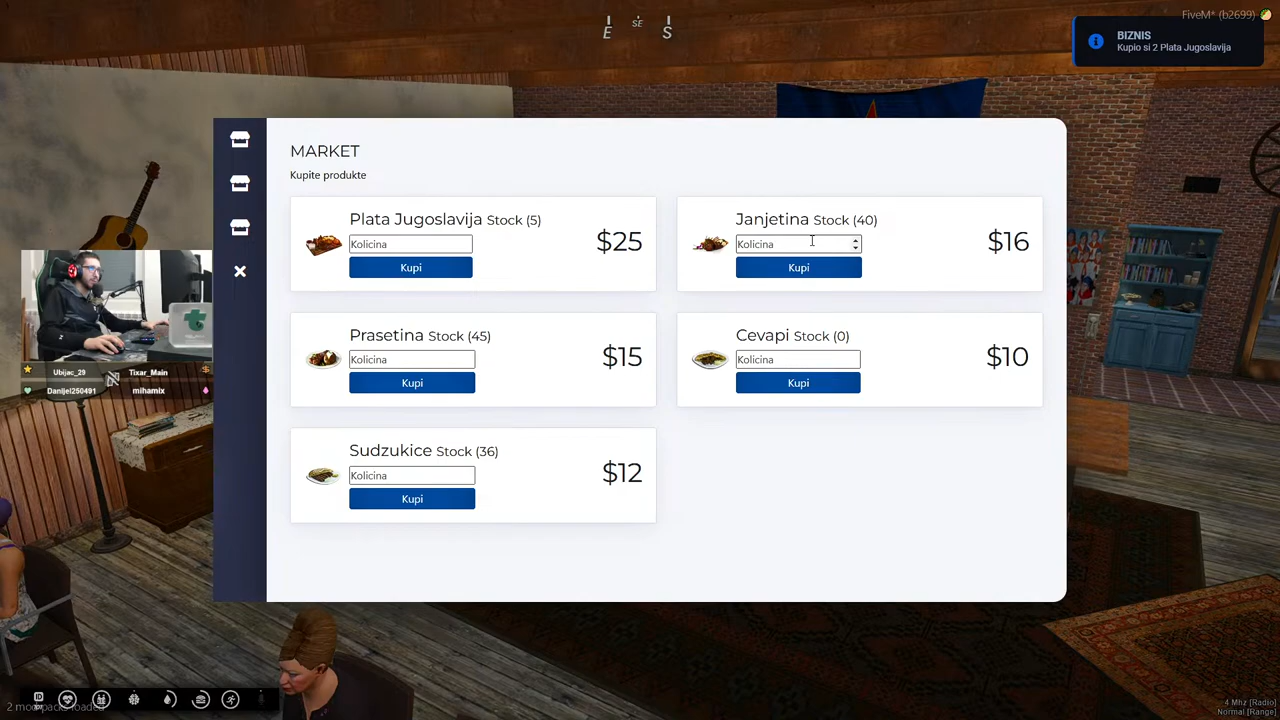 E SE S
FiveM* (b2699)
BIZNIS
Kupio si 2 Plata Jugoslavija
MARKET
Kupite produkte
Plata Jugoslavija Stock (5)
Kolicina
Kupi
$25
Janjetina Stock (40)
Kolicina
Kupi
$16
Prasetina Stock (45)
Kolicina
Kupi
$15
Cevapi Stock (0)
Kolicina
Kupi
$10
Sudzukice Stock (36)
Kolicina
Kupi
$12
Ubijac_29
Tixar_Main
Danijel250491
mihamix
ID
4 Mhz [Radio]
Normal [Range]